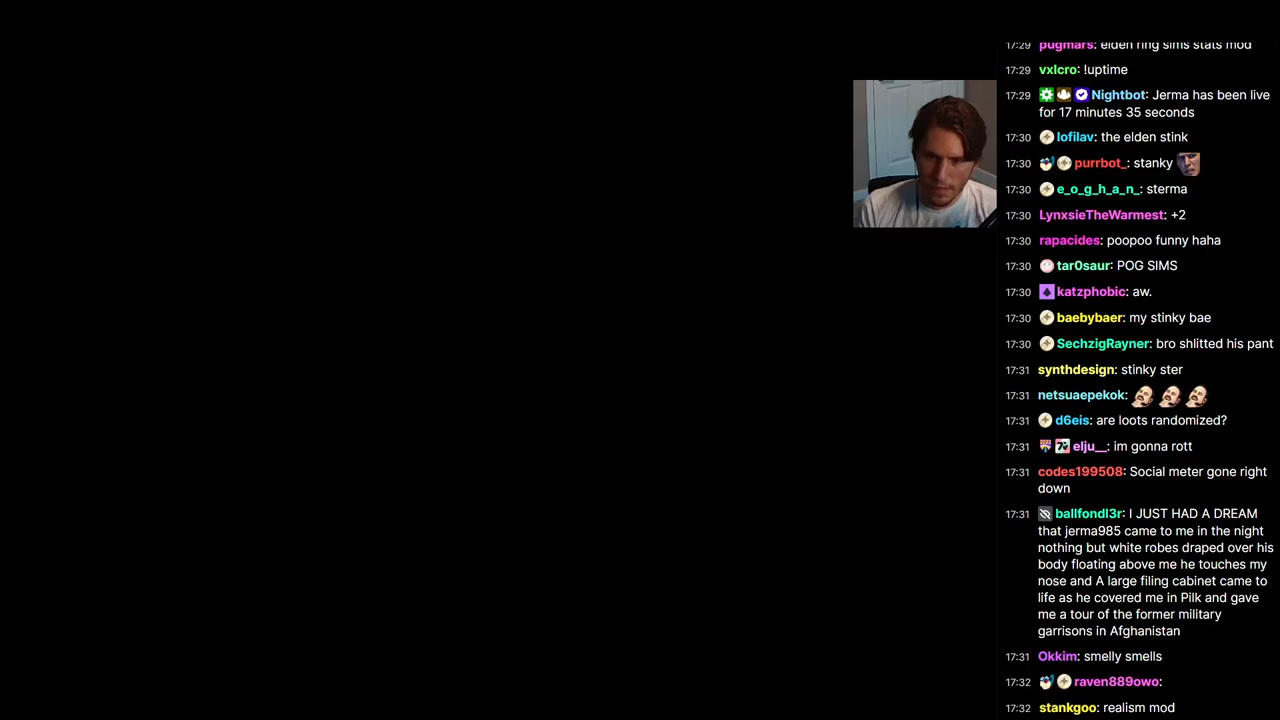 17:29 pugmars: elden ring sims stats mod
17:29 vxlcro: !uptime
17:29 Nightbot: Jerma has been live
for 17 minutes 35 seconds
17:30 lofilav: the elden stink
17:30 purrbot_: stanky
17:30 e_o_g_h_a_n_: sterma
17:30 LynxsieTheWarmest: +2
17:30 rapacides: poopoo funny haha
17:30 tar0saur: POG SIMS
17:30 katzphobic: aw.
17:30 baebybaer: my stinky bae
17:30 SechzigRayner: bro shlitted his pant
17:31 synthdesign: stinky ster
17:31 netsuaepekok:
17:31 d6eis: are loots randomized?
17:31 elju__: im gonna rott
17:31 codes199508: Social meter gone right
down
17:31 ballfondl3r: I JUST HAD A DREAM
that jerma985 came to me in the night
nothing but white robes draped over his
body floating above me he touches my
nose and A large filing cabinet came to
life as he covered me in Pilk and gave
me a tour of the former military
garrisons in Afghanistan
17:31 Okkim: smelly smells
17:32 raven889owo:
17:32 stankgoo: realism mod